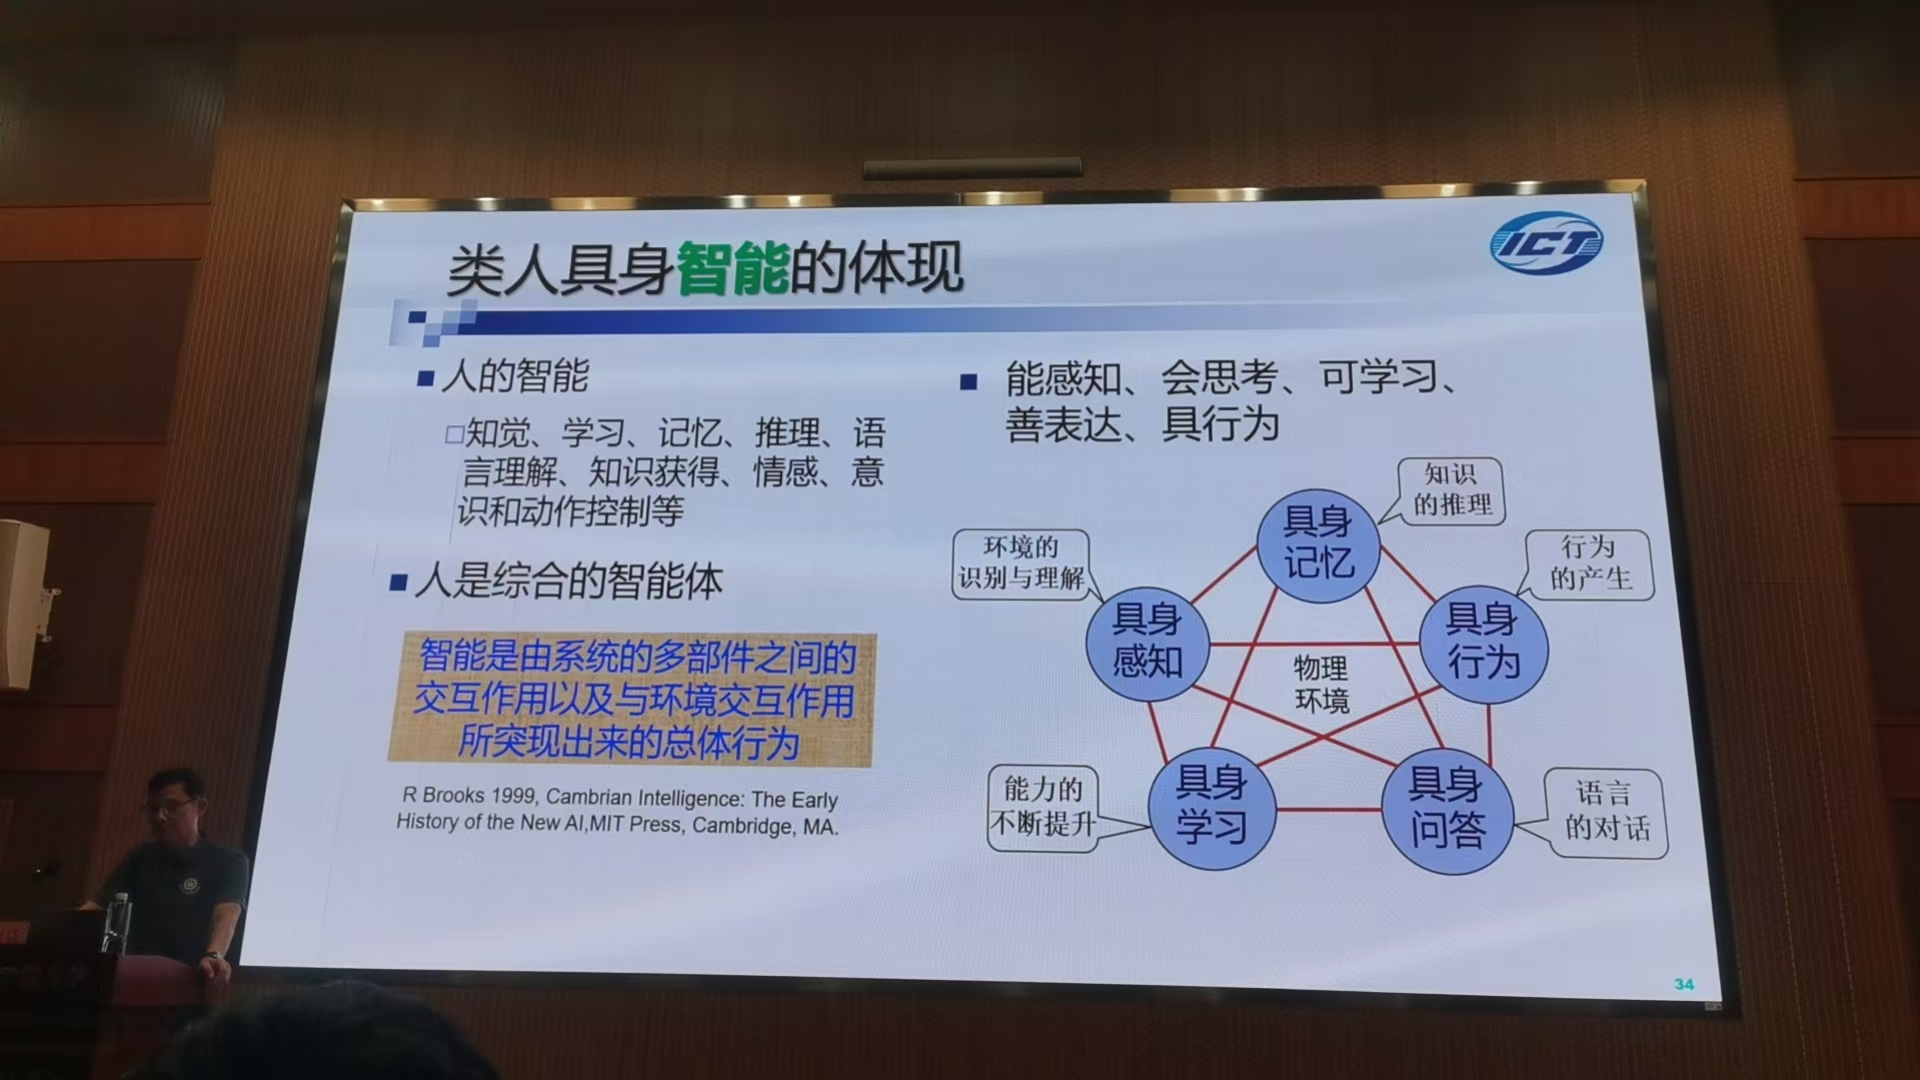 类人具身智能的体现
ICT
人的智能
知觉、学习、记忆、推理、语
言理解、知识获得、情感、意
识和动作控制等
人是综合的智能体
智能是由系统的多部件之间的
交互作用以及与环境交互作用
所突现出来的总体行为
R Brooks 1999, Cambrian Intelligence: The Early
History of the New AI,MIT Press, Cambridge, MA.
能感知、会思考、可学习、
善表达、具行为
知识
的推理
具身
记忆
环境的
识别与理解
行为
的产生
具身
感知
具身
行为
物理
环境
能力的
不断提升
具身
学习
具身
问答
语言
的对话
34